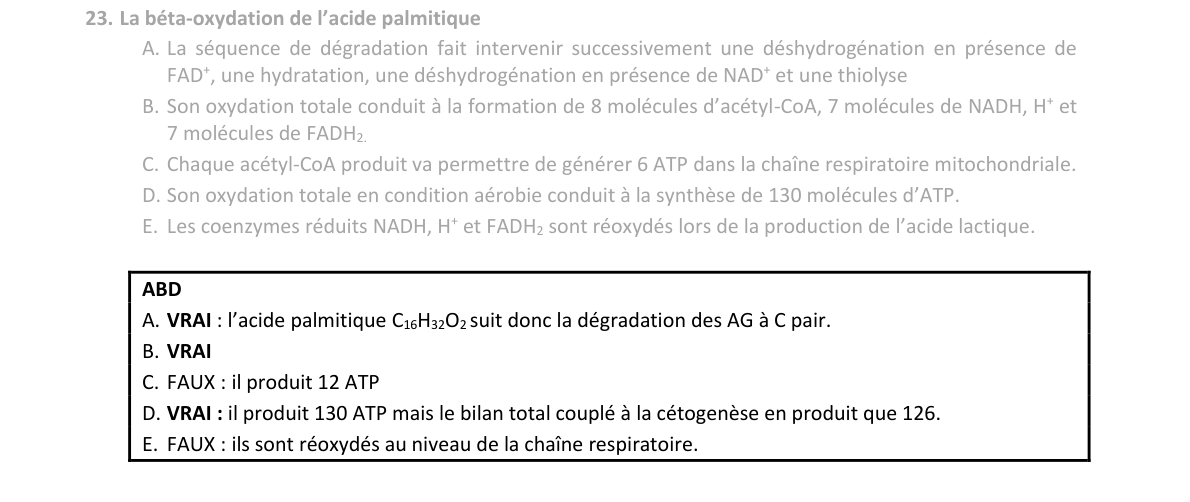 23. La béta-oxydation de l’acide palmitique
A. La séquence de dégradation fait intervenir successivement une déshydrogénation en présence de
FAD⁺, une hydratation, une déshydrogénation en présence de NAD⁺ et une thiolyse
B. Son oxydation totale conduit à la formation de 8 molécules d’acétyl-CoA, 7 molécules de NADH, H⁺ et
7 molécules de FADH₂.
C. Chaque acétyl-CoA produit va permettre de générer 6 ATP dans la chaîne respiratoire mitochondriale.
D. Son oxydation totale en condition aérobie conduit à la synthèse de 130 molécules d’ATP.
E. Les coenzymes réduits NADH, H⁺ et FADH₂ sont réoxydés lors de la production de l’acide lactique.
ABD
A. VRAI : l’acide palmitique C₁₆H₃₂O₂ suit donc la dégradation des AG à C pair.
B. VRAI
C. FAUX : il produit 12 ATP
D. VRAI : il produit 130 ATP mais le bilan total couplé à la cétogenèse en produit que 126.
E. FAUX : ils sont réoxydés au niveau de la chaîne respiratoire.